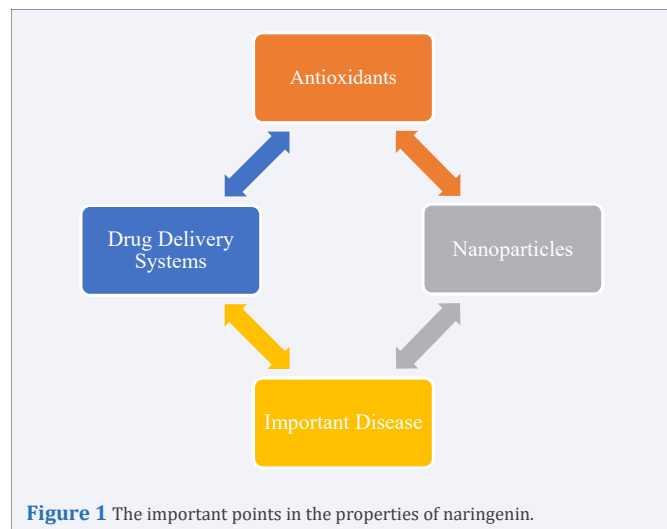 Antioxidants
Drug Delivery
Systems
Nanoparticles
Important Disease
Figure 1 The important points in the properties of naringenin.